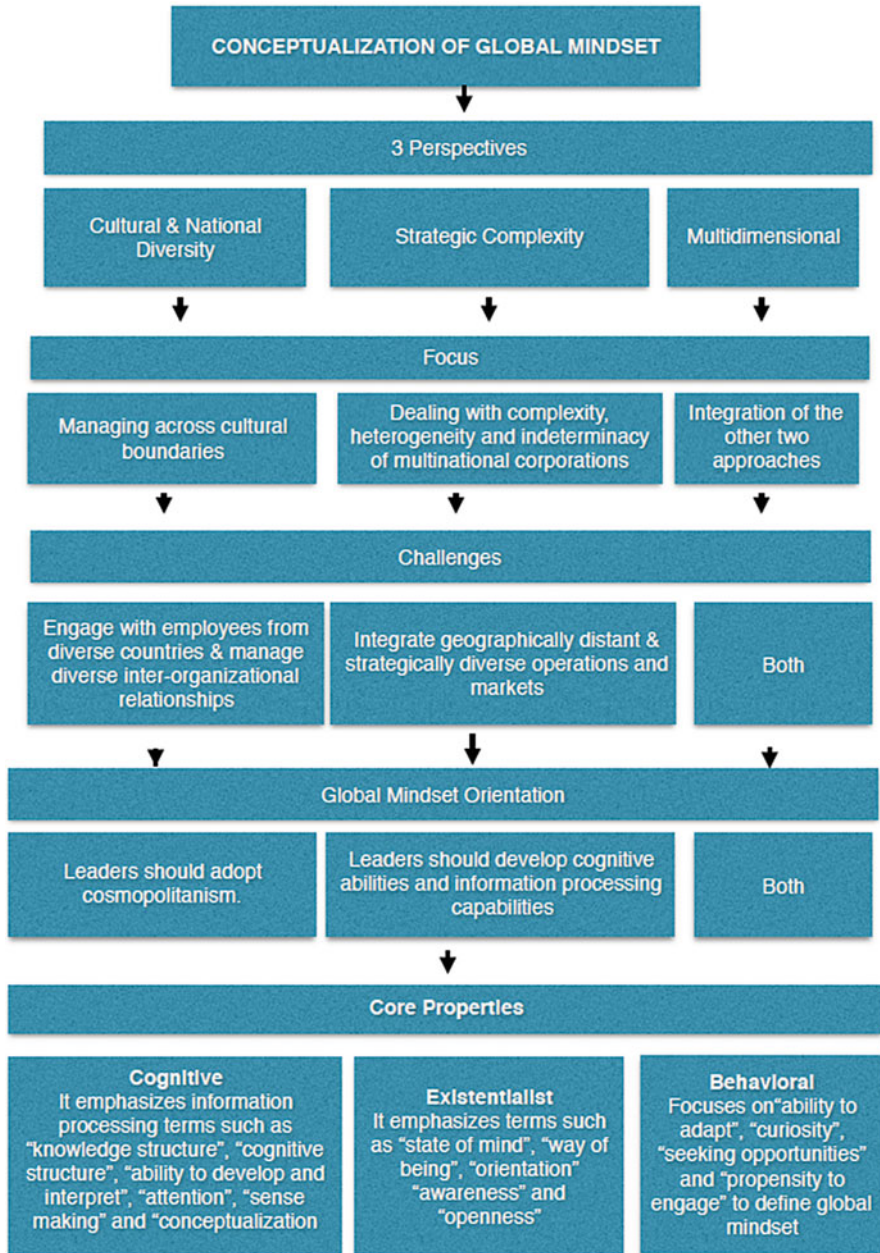 CONCEPTUALIZATION OF GLOBAL MINDSET
3 Perspectives
Cultural & National
Diversity
Strategic Complexity
Multidimensional
Focus
Managing across cultural
boundaries
Dealing with complexity,
heterogeneity and indeterminacy
of multinational corporations
Integration of the
other two
approaches
Challenges
Engage with employees from
diverse countries & manage
diverse inter-organizational
relationships
Integrate geographically distant &
strategically diverse operations and
markets
Both
Global Mindset Orientation
Leaders should adopt
cosmopolitanism.
Leaders should develop cognitive
abilities and information processing
capabilities
Both
Core Properties
Cognitive
It emphasizes information
processing terms such as
“knowledge structure”, “cognitive
structure”, “ability to develop and
interpret”, “attention”, “sense
making” and “conceptualization
Existentialist
It emphasizes terms such
as “state of mind”, “way of
being”, “orientation”
“awareness” and
“openness”
Behavioral
Focuses on“ability to
adapt”, “curiosity”,
“seeking opportunities”
and “propensity to
engage” to define global
mindset